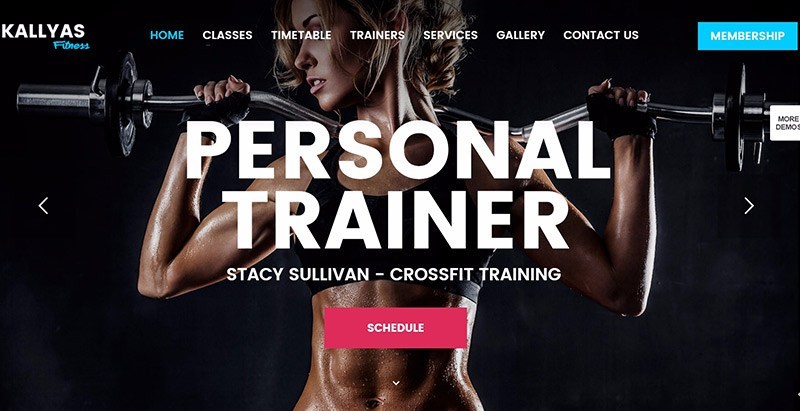 KALLYAS
Fitness
HOME CLASSES TIMETABLE TRAINERS SERVICES GALLERY CONTACT US
MEMBERSHIP
MORE
DEMOS
PERSONAL
TRAINER
STACY SULLIVAN - CROSSFIT TRAINING
SCHEDULE